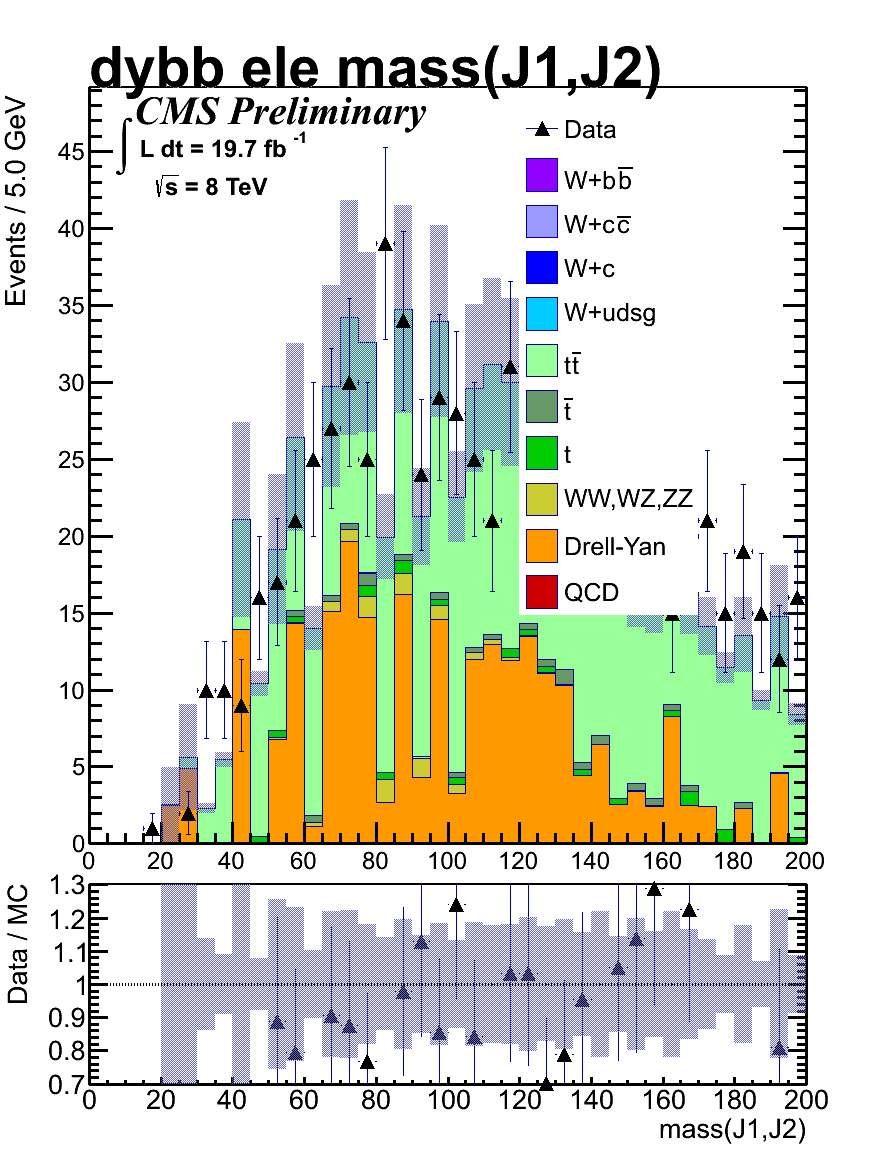 dybb ele mass(J1,J2)
CMS Preliminary
∫ L dt = 19.7 fb⁻¹
√s = 8 TeV
Data
W+bb̅
W+cc̅
W+c
W+udsg
tt̅
t̅
t
WW,WZ,ZZ
Drell-Yan
QCD
Events / 5.0 GeV
45
40
35
30
25
20
15
10
5
0
0 20 40 60 80 100 120 140 160 180 200
Data / MC
1.3
1.2
1.1
1
0.9
0.8
0.7
0 20 40 60 80 100 120 140 160 180 200
mass(J1,J2)